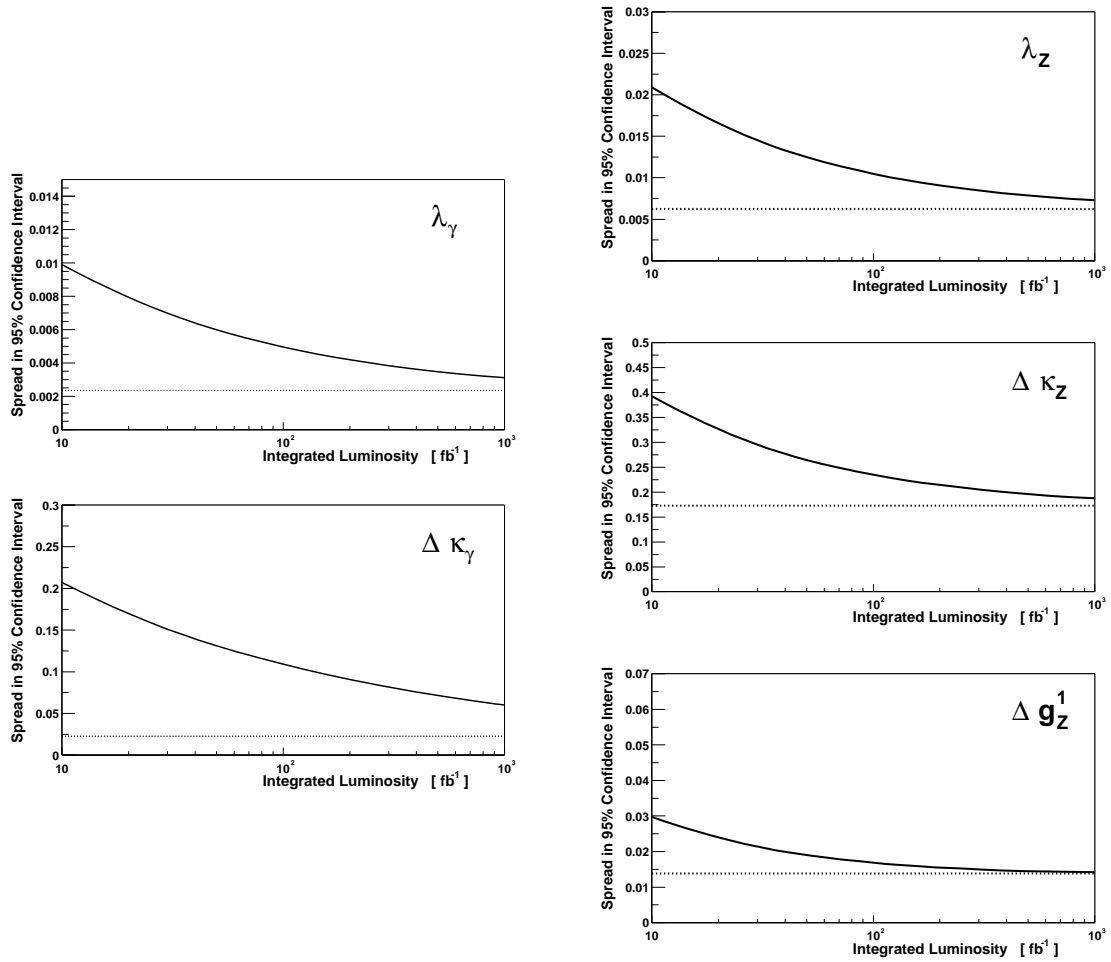 λγ
Spread in 95% Confidence Interval
0.014
0.012
0.01
0.008
0.006
0.004
0.002
0
10 10² 10³
Integrated Luminosity [ fb⁻¹ ]
Δ κγ
Spread in 95% Confidence Interval
0.3
0.25
0.2
0.15
0.1
0.05
0
10 10² 10³
Integrated Luminosity [ fb⁻¹ ]
λZ
Spread in 95% Confidence Interval
0.03
0.025
0.02
0.015
0.01
0.005
0
10 10² 10³
Integrated Luminosity [ fb⁻¹ ]
Δ κZ
Spread in 95% Confidence Interval
0.5
0.45
0.4
0.35
0.3
0.25
0.2
0.15
0.1
0.05
0
10 10² 10³
Integrated Luminosity [ fb⁻¹ ]
Δ g¹Z
Spread in 95% Confidence Interval
0.07
0.06
0.05
0.04
0.03
0.02
0.01
0
10 10² 10³
Integrated Luminosity [ fb⁻¹ ]